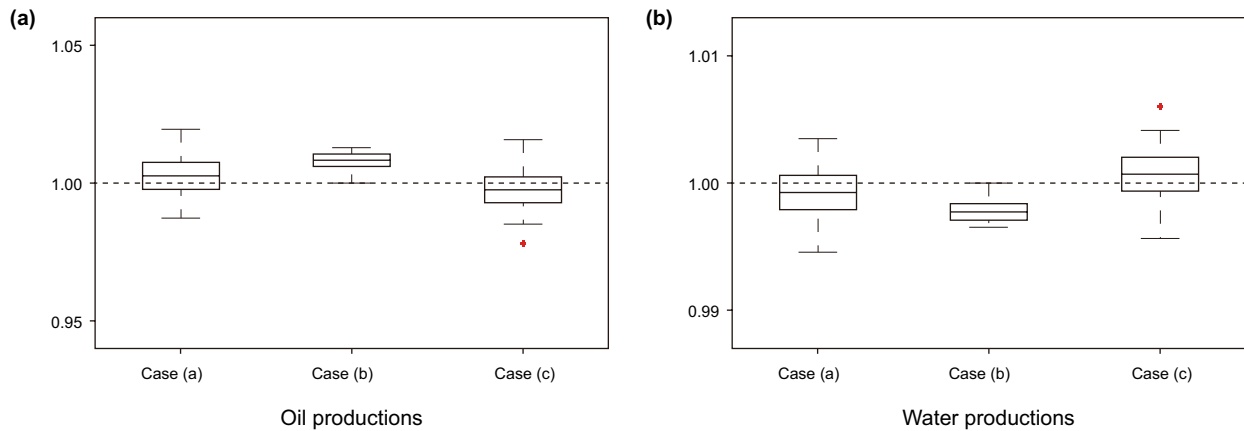 (a)
1.05
1.00
0.95
Case (a) Case (b) Case (c)
Oil productions
(b)
1.01
1.00
0.99
Case (a) Case (b) Case (c)
Water productions